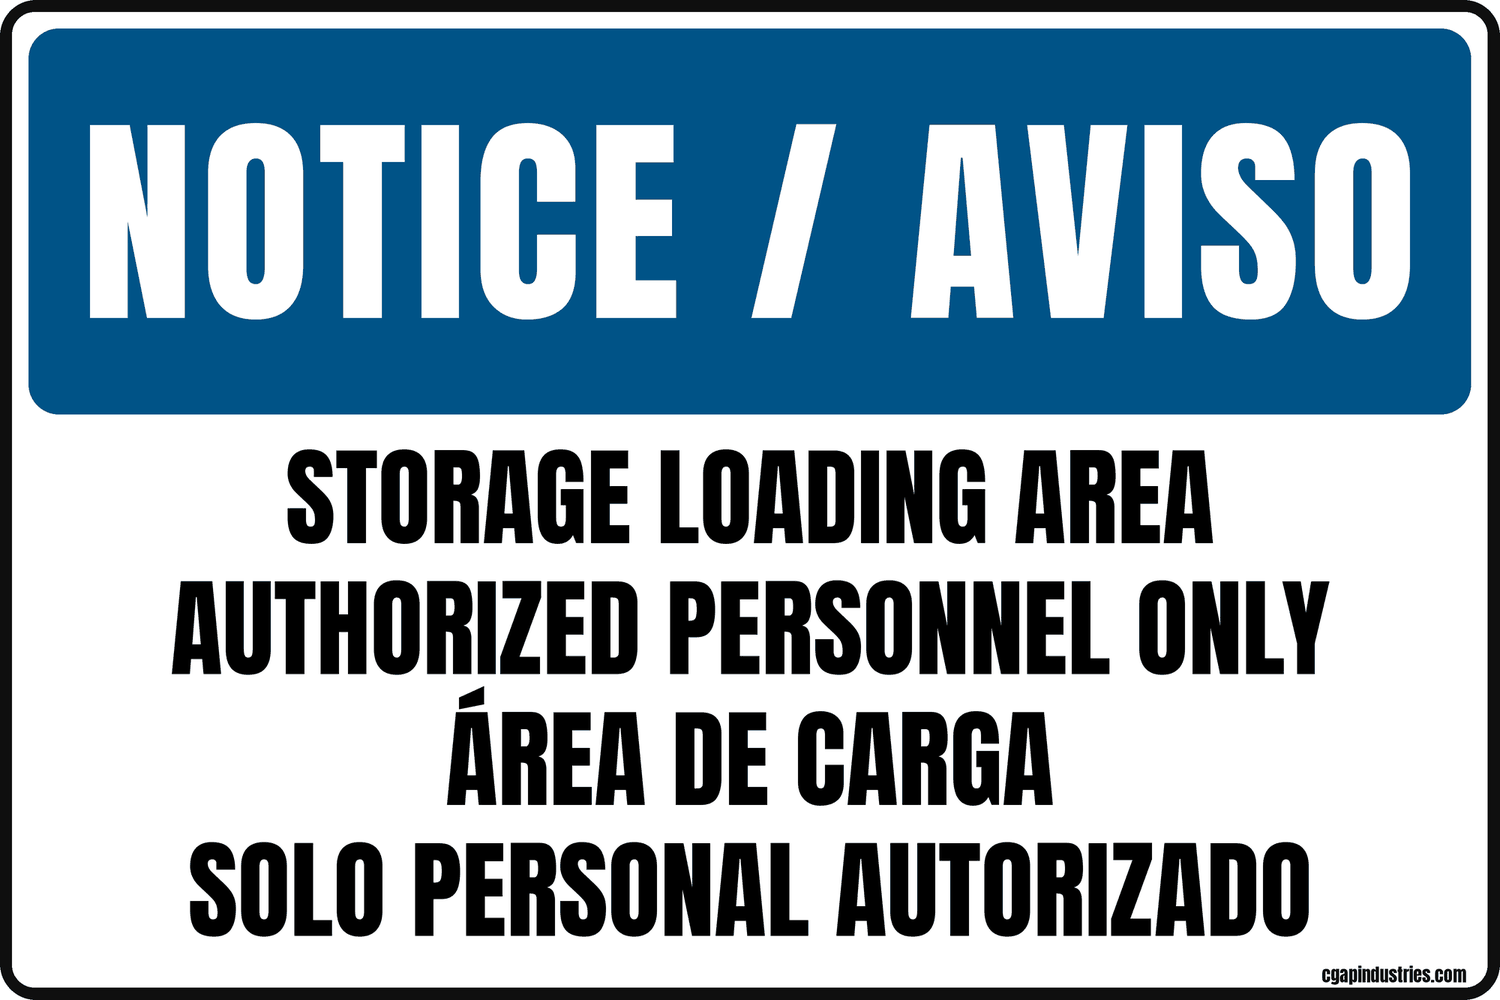 NOTICE / AVISO
STORAGE LOADING AREA
AUTHORIZED PERSONNEL ONLY
ÁREA DE CARGA
SOLO PERSONAL AUTORIZADO
cgapindustries.com